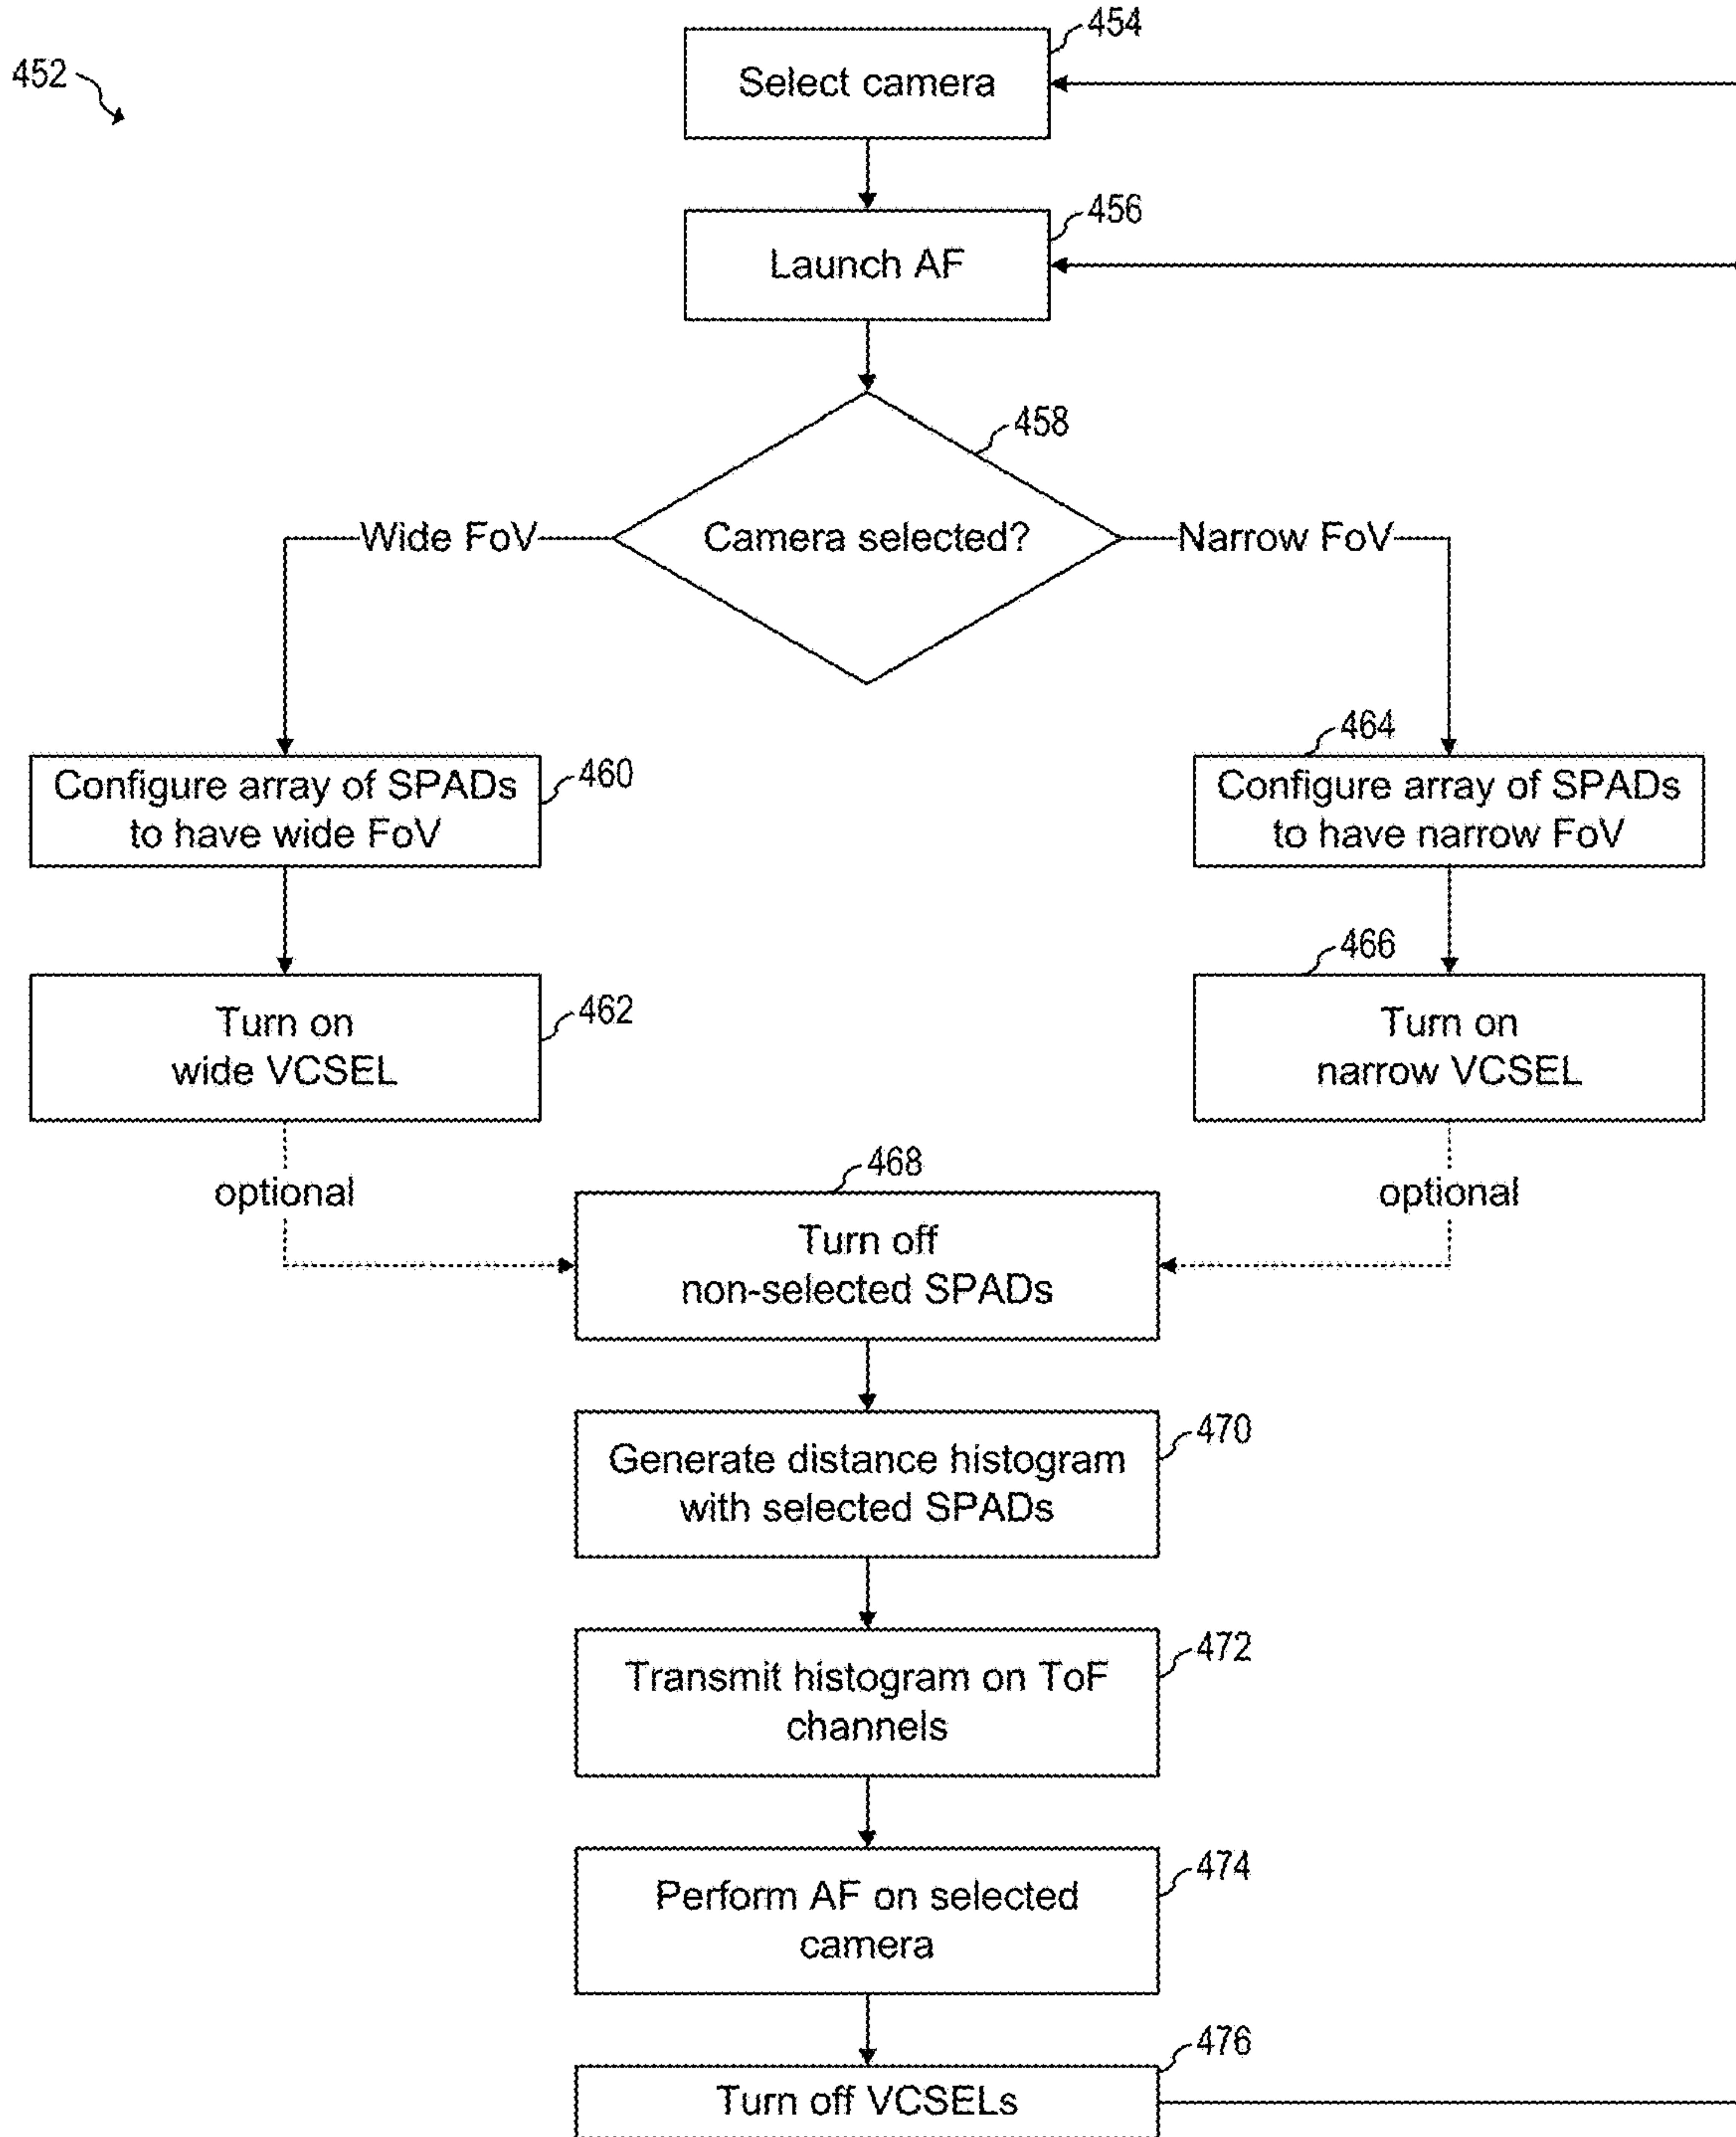 452
454
Select camera
456
Launch AF
458
Camera selected?
Wide FoV
Narrow FoV
460
Configure array of SPADs
to have wide FoV
464
Configure array of SPADs
to have narrow FoV
462
Turn on
wide VCSEL
466
Turn on
narrow VCSEL
optional
optional
468
Turn off
non-selected SPADs
470
Generate distance histogram
with selected SPADs
472
Transmit histogram on ToF
channels
474
Perform AF on selected
camera
476
Turn off VCSELs